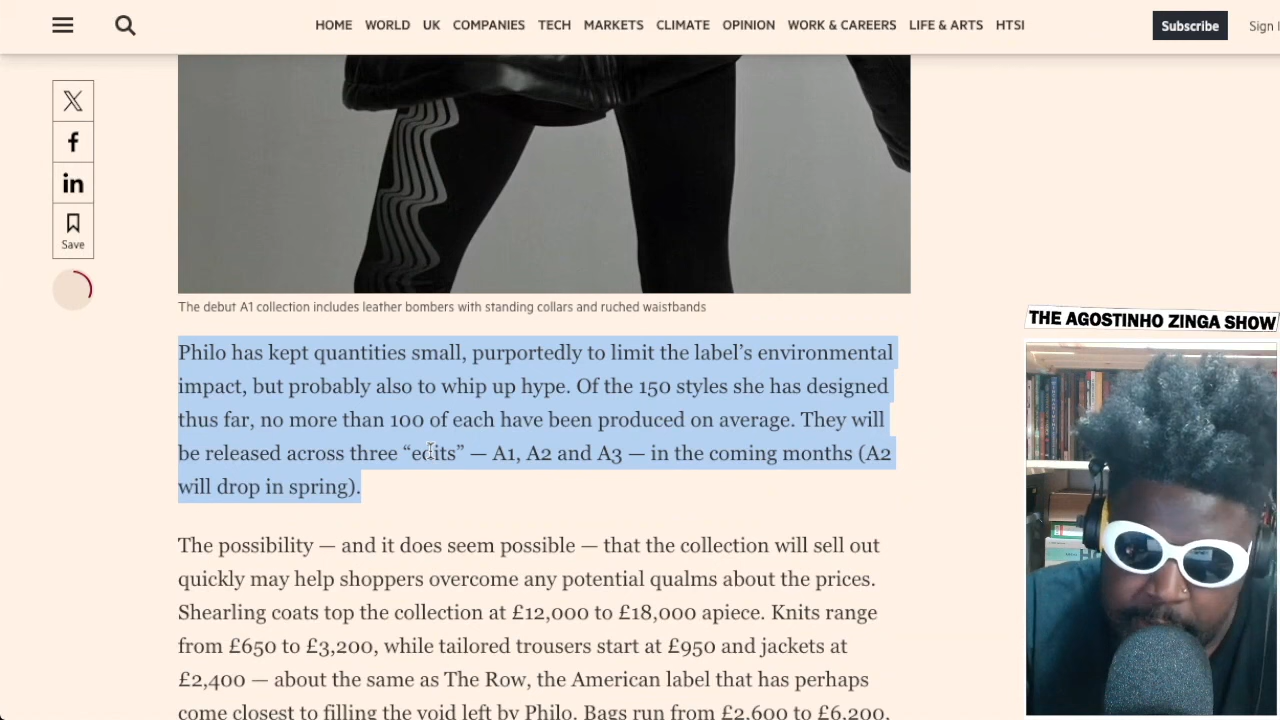 HOME WORLD UK COMPANIES TECH MARKETS CLIMATE OPINION WORK & CAREERS LIFE & ARTS HTSI
Subscribe
Sign
Save
The debut A1 collection includes leather bombers with standing collars and ruched waistbands
Philo has kept quantities small, purportedly to limit the label’s environmental
impact, but probably also to whip up hype. Of the 150 styles she has designed
thus far, no more than 100 of each have been produced on average. They will
be released across three “edits” — A1, A2 and A3 — in the coming months (A2
will drop in spring).
The possibility — and it does seem possible — that the collection will sell out
quickly may help shoppers overcome any potential qualms about the prices.
Shearling coats top the collection at £12,000 to £18,000 apiece. Knits range
from £650 to £3,200, while tailored trousers start at £950 and jackets at
£2,400 — about the same as The Row, the American label that has perhaps
come closest to filling the void left by Philo. Bags run from £2,600 to £6,200,
THE AGOSTINHO ZINGA SHOW